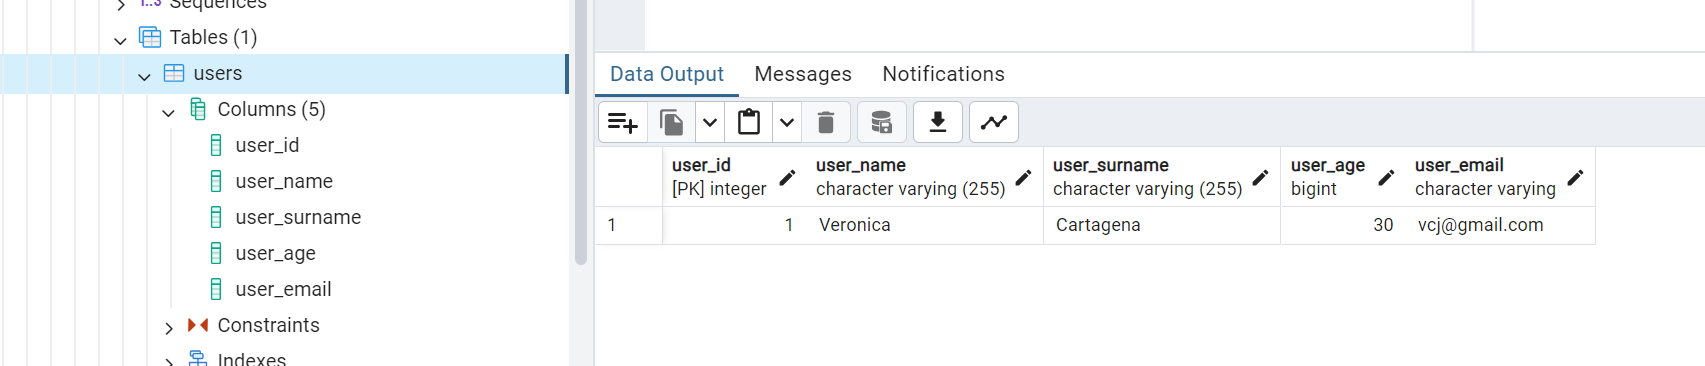 Sequences
Tables (1)
users
Columns (5)
user_id
user_name
user_surname
user_age
user_email
Constraints
Indexes
Data Output Messages Notifications
user_id user_name user_surname user_age user_email
[PK] integer character varying (255) character varying (255) bigint character varying
1 1 Veronica Cartagena 30 vcj@gmail.com